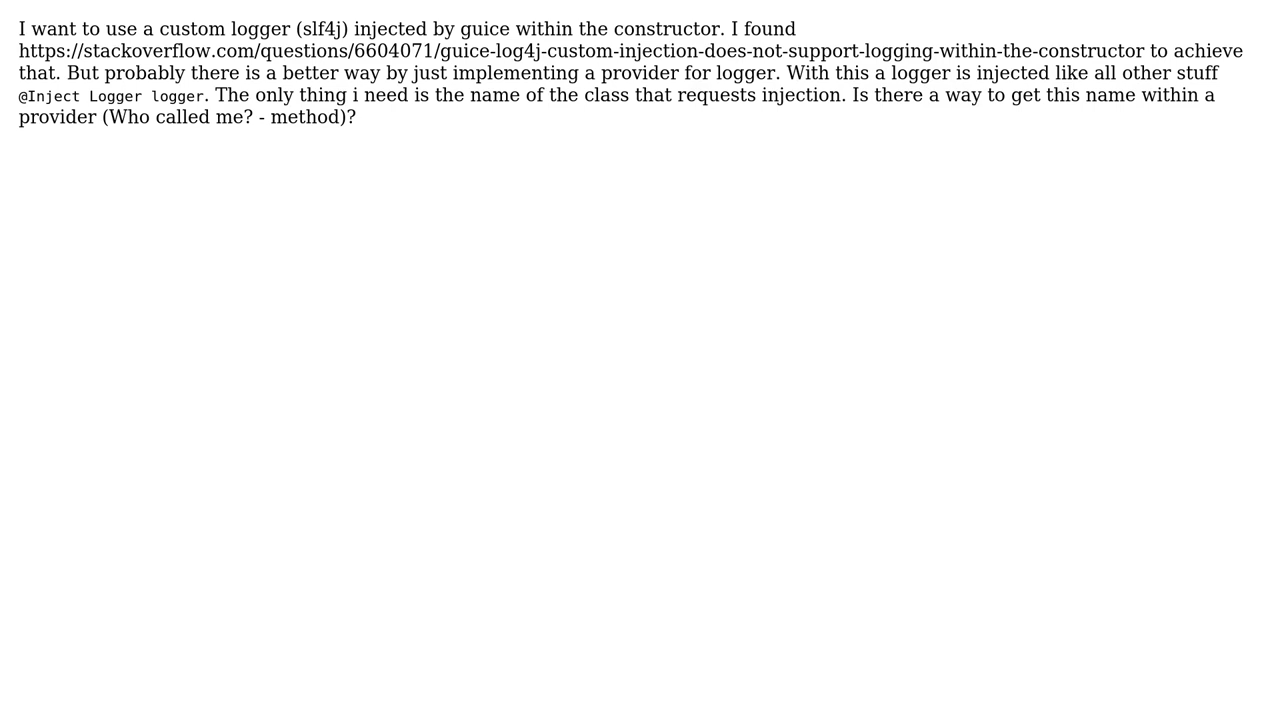 I want to use a custom logger (slf4j) injected by guice within the constructor. I found
https://stackoverflow.com/questions/6604071/guice-log4j-custom-injection-does-not-support-logging-within-the-constructor to achieve
that. But probably there is a better way by just implementing a provider for logger. With this a logger is injected like all other stuff
@Inject Logger logger. The only thing i need is the name of the class that requests injection. Is there a way to get this name within a
provider (Who called me? - method)?